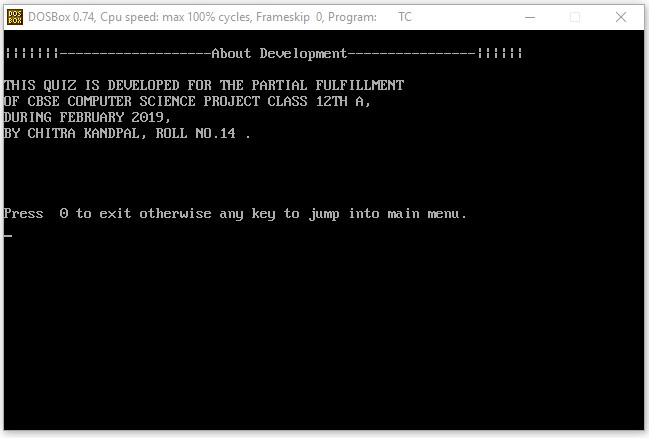 DOS
BOX
DOSBox 0.74, Cpu speed: max 100% cycles, Frameskip 0, Program: TC
¦¦¦¦¦¦¦-------------------About Development----------------¦¦¦¦¦¦
THIS QUIZ IS DEVELOPED FOR THE PARTIAL FULFILLMENT
OF CBSE COMPUTER SCIENCE PROJECT CLASS 12TH A,
DURING FEBRUARY 2019,
BY CHITRA KANDPAL, ROLL NO.14 .
Press  0 to exit otherwise any key to jump into main menu.
_